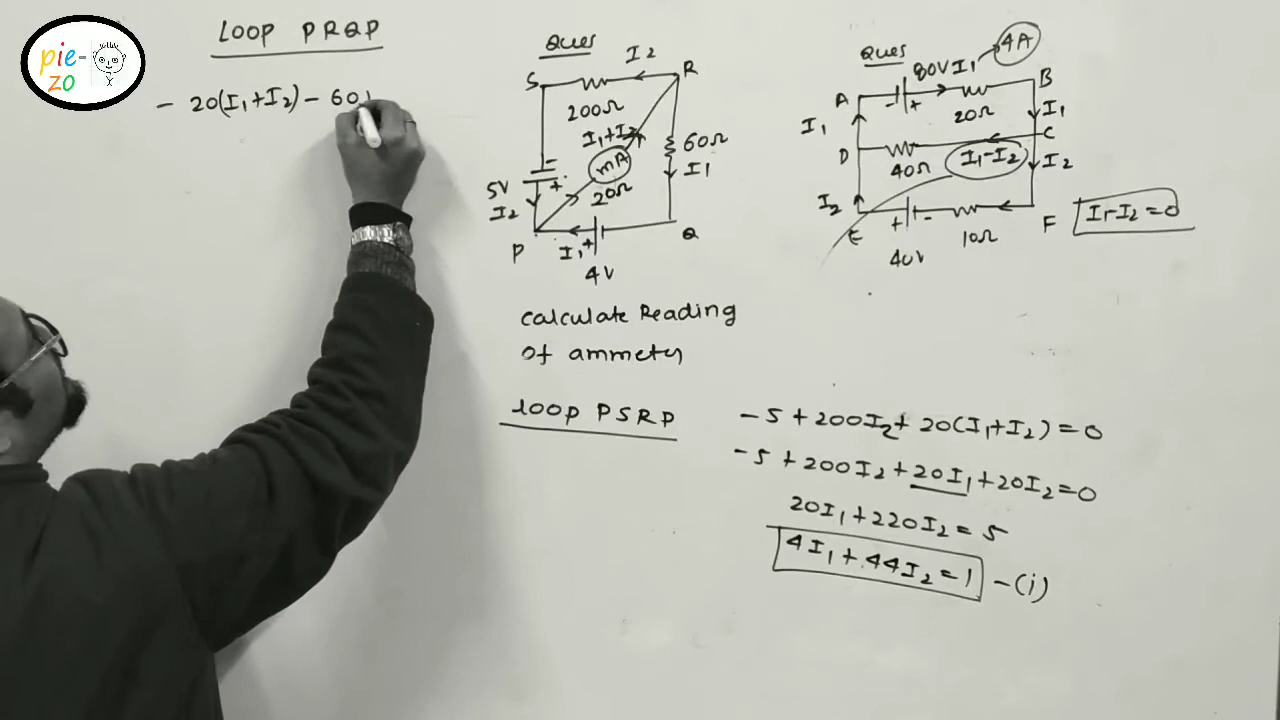 pie-
zo
LOOP PRQP
- 20(I₁+I₂) - 60I
Ques
I2
S
R
200Ω
I₁+I₂
60Ω
mA
I1
5V
+
20Ω
I2
P
I₁
+
Q
4V
Calculate Reading
of ammeter
Ques
4A
80V
I₁
B
A
-
+
20Ω
I₁
I₁
C
D
40Ω
I₁-I₂
I2
I2
E
+
-
10Ω
F
40V
I₁-I₂=0
Loop PSRP
-5+200I₂+20(I₁+I₂)=0
-5+200I₂+20I₁+20I₂=0
20I₁+220I₂=5
4I₁+44I₂=1 -(i)